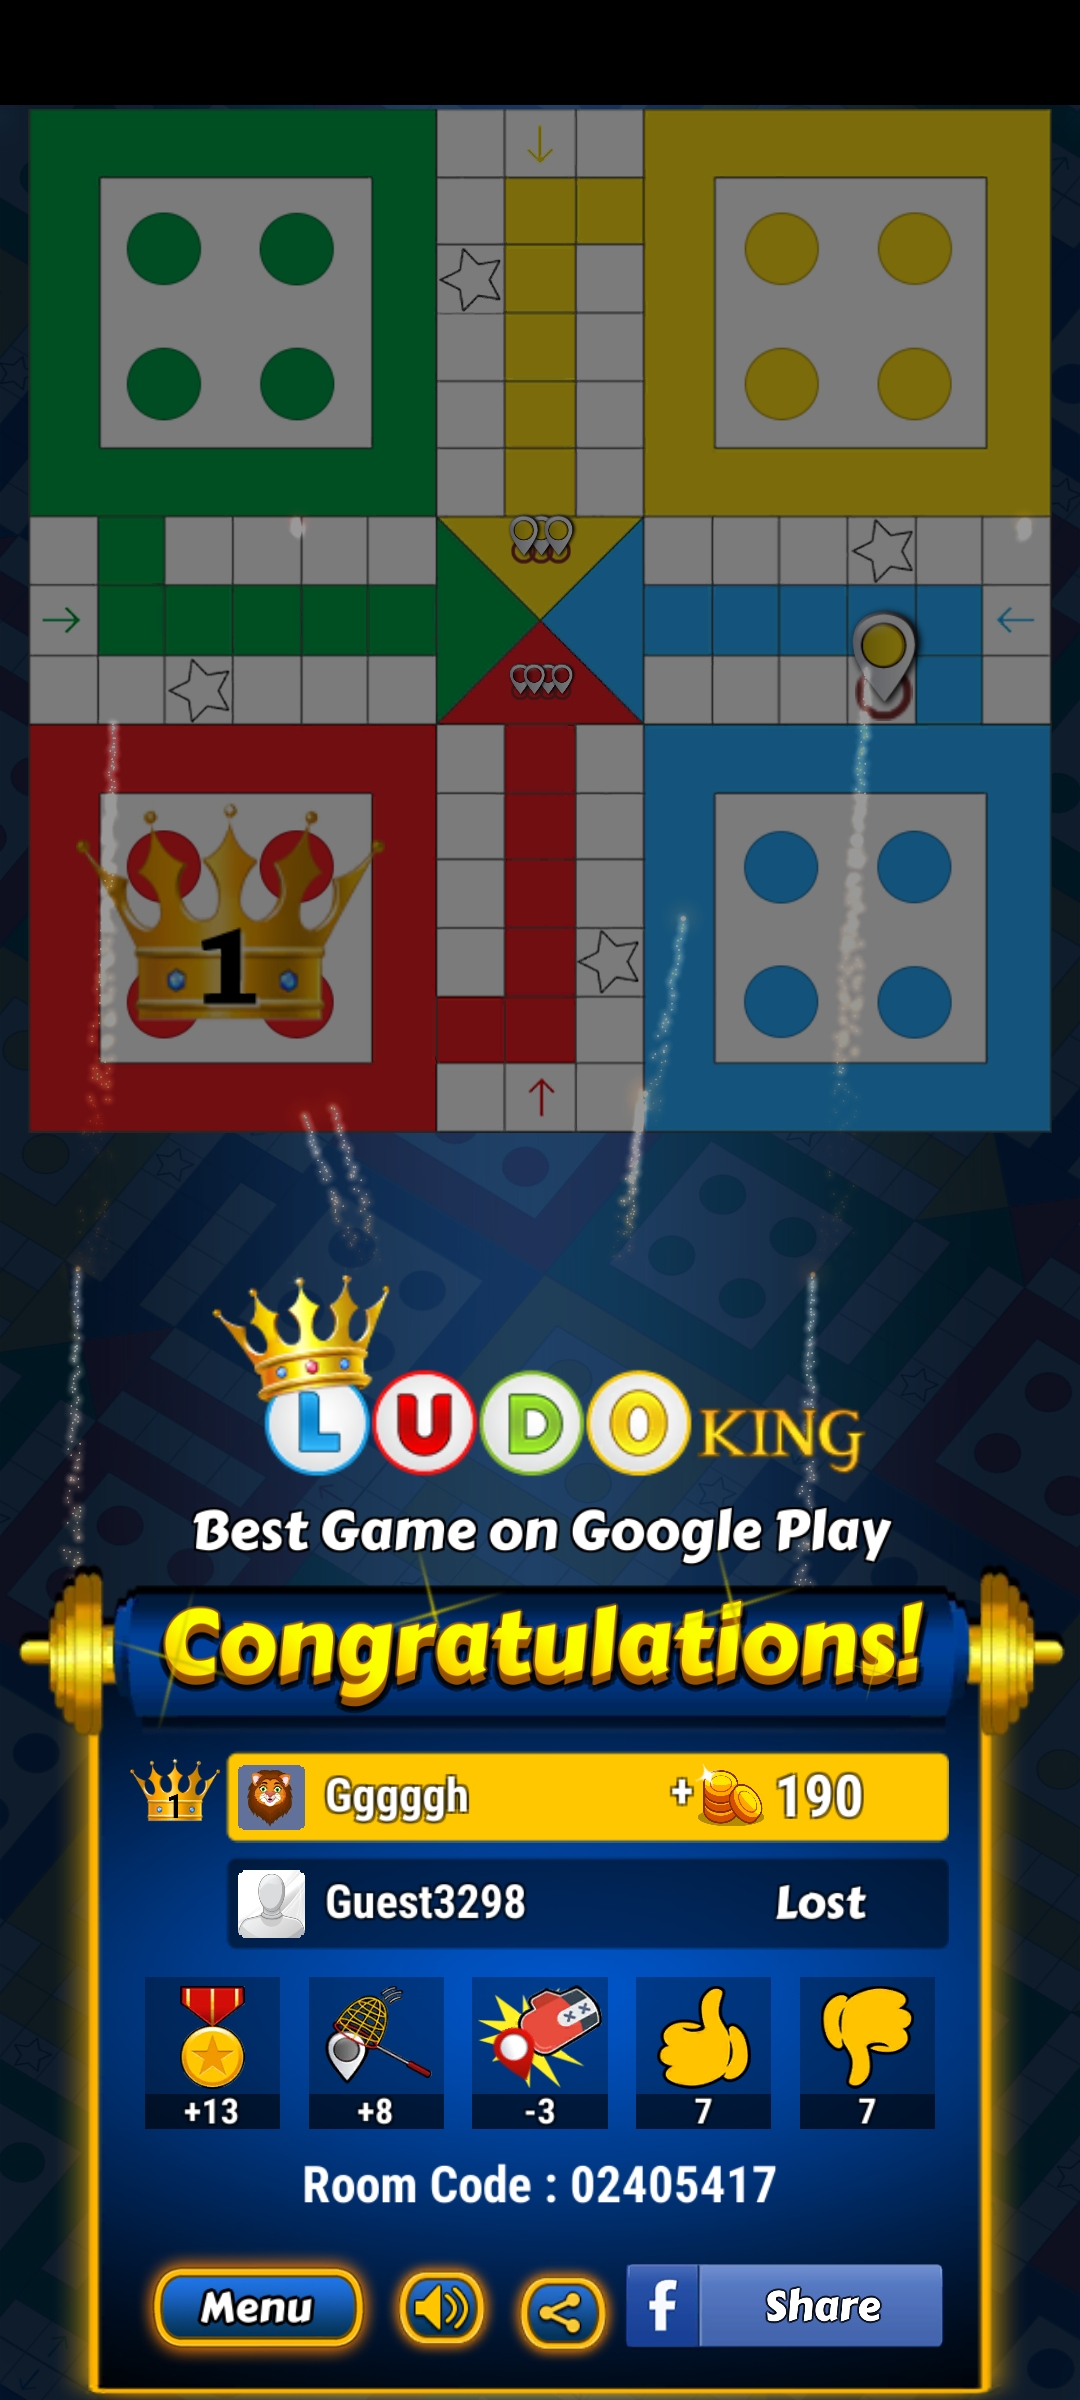 1
LUDO KING
Best Game on Google Play
Congratulations!
1 Gggggh + 190
Guest3298 Lost
+13 +8 -3 7 7
Room Code : 02405417
Menu f Share